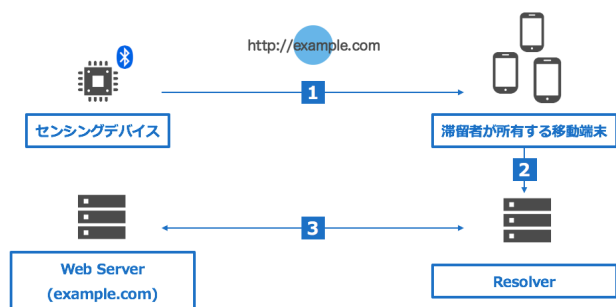 http://example.com
1
センシングデバイス
滞留者が所有する移動端末
2
3
Web Server
(example.com)
Resolver